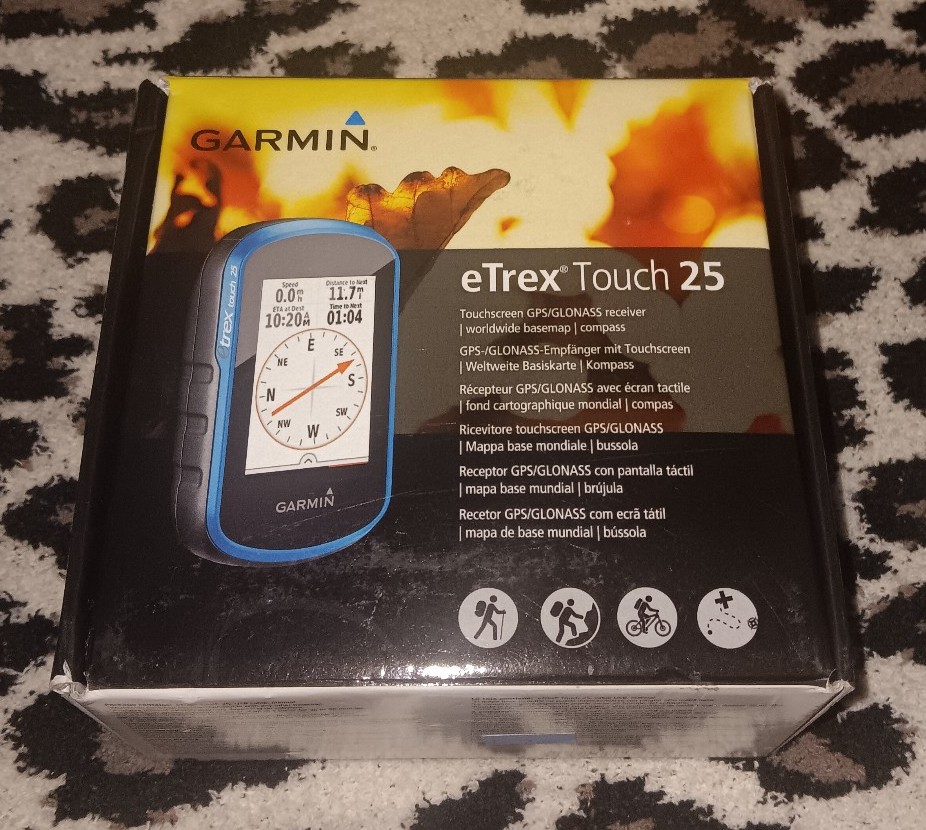 GARMIN®
eTrex® Touch 25
Touchscreen GPS/GLONASS receiver
| worldwide basemap | compass
GPS-/GLONASS-Empfänger mit Touchscreen
| Weltweite Basiskarte | Kompass
Récepteur GPS/GLONASS avec écran tactile
| fond cartographique mondial | compas
Ricevitore touchscreen GPS/GLONASS
| Mappa base mondiale | bussola
Receptor GPS/GLONASS con pantalla táctil
| mapa base mundial | brújula
Recetor GPS/GLONASS com ecrã tátil
| mapa de base mundial | bússola
etrex touch 25
Speed Distance to Next
0.0 mh 11.7 mT
ETA at Dest Time to Next
10:20 AM 01:04
E
NE SE
N S
NW SW
W
GARMIN